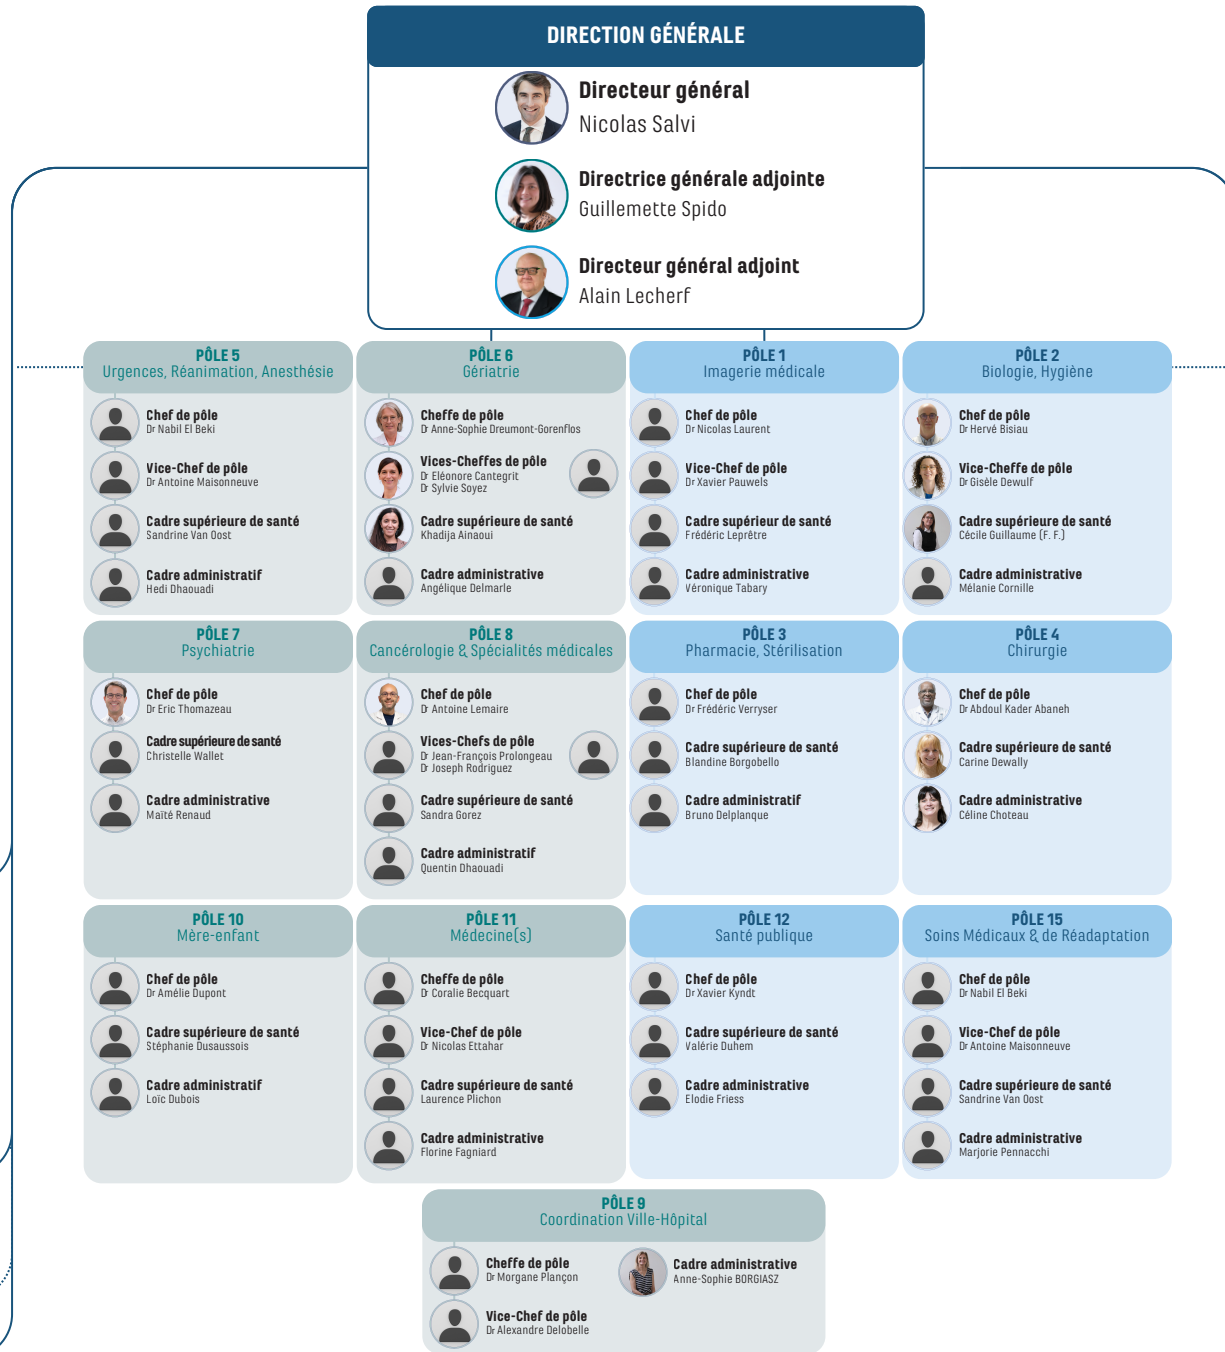 DIRECTION GÉNÉRALE
Directeur général
Nicolas Salvi
Directrice générale adjointe
Guillemette Spido
Directeur général adjoint
Alain Lecherf
PÔLE 5
Urgences, Réanimation, Anesthésie
Chef de pôle
Dr Nabil El Beki
Vice-Chef de pôle
Dr Antoine Maisonneuve
Cadre supérieure de santé
Sandrine Van Oost
Cadre administratif
Hedi Dhaouadi
PÔLE 6
Gériatrie
Cheffe de pôle
Dr Anne-Sophie Dreumont-Gorenflos
Vices-Cheffes de pôle
Dr Eléonore Cantegrit
Dr Sylvie Soyez
Cadre supérieure de santé
Khadija Ainaoui
Cadre administrative
Angélique Delmarle
PÔLE 1
Imagerie médicale
Chef de pôle
Dr Nicolas Laurent
Vice-Chef de pôle
Dr Xavier Pauwels
Cadre supérieur de santé
Frédéric Leprêtre
Cadre administrative
Véronique Tabary
PÔLE 2
Biologie, Hygiène
Chef de pôle
Dr Hervé Bisiau
Vice-Cheffe de pôle
Dr Gisèle Dewulf
Cadre supérieure de santé
Cécile Guillaume (F. F.)
Cadre administrative
Mélanie Cornille
PÔLE 7
Psychiatrie
Chef de pôle
Dr Eric Thomazeau
Cadre supérieure de santé
Christelle Wallet
Cadre administrative
Maïté Renaud
PÔLE 8
Cancérologie & Spécialités médicales
Chef de pôle
Dr Antoine Lemaire
Vices-Chefs de pôle
Dr Jean-François Prolongeau
Dr Joseph Rodriguez
Cadre supérieure de santé
Sandra Gorez
Cadre administratif
Quentin Dhaouadi
PÔLE 3
Pharmacie, Stérilisation
Chef de pôle
Dr Frédéric Verryser
Cadre supérieure de santé
Blandine Borgobello
Cadre administratif
Bruno Delplanque
PÔLE 4
Chirurgie
Chef de pôle
Dr Abdoul Kader Abaneh
Cadre supérieure de santé
Carine Dewally
Cadre administrative
Céline Choteau
PÔLE 10
Mère-enfant
Chef de pôle
Dr Amélie Dupont
Cadre supérieure de santé
Stéphanie Dusaussois
Cadre administratif
Loïc Dubois
PÔLE 11
Médecine(s)
Cheffe de pôle
Dr Coralie Becquart
Vice-Chef de pôle
Dr Nicolas Ettahar
Cadre supérieure de santé
Laurence Plichon
Cadre administrative
Florine Fagniard
PÔLE 12
Santé publique
Chef de pôle
Dr Xavier Kyndt
Cadre supérieure de santé
Valérie Duhem
Cadre administrative
Elodie Friess
PÔLE 15
Soins Médicaux & de Réadaptation
Chef de pôle
Dr Nabil El Beki
Vice-Chef de pôle
Dr Antoine Maisonneuve
Cadre supérieure de santé
Sandrine Van Oost
Cadre administrative
Marjorie Pennacchi
PÔLE 9
Coordination Ville-Hôpital
Cheffe de pôle
Dr Morgane Plançon
Vice-Chef de pôle
Dr Alexandre Delobelle
Cadre administrative
Anne-Sophie BORGIASZ